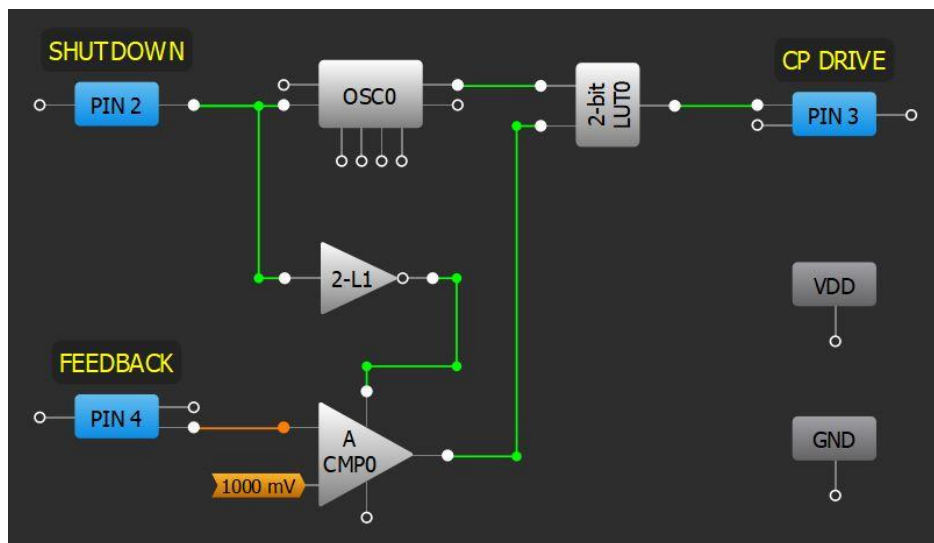 SHUTDOWN
PIN 2
OSC0
2-bit
LUT0
CP DRIVE
PIN 3
2-L1
VDD
FEEDBACK
PIN 4
A
CMP0
1000 mV
GND